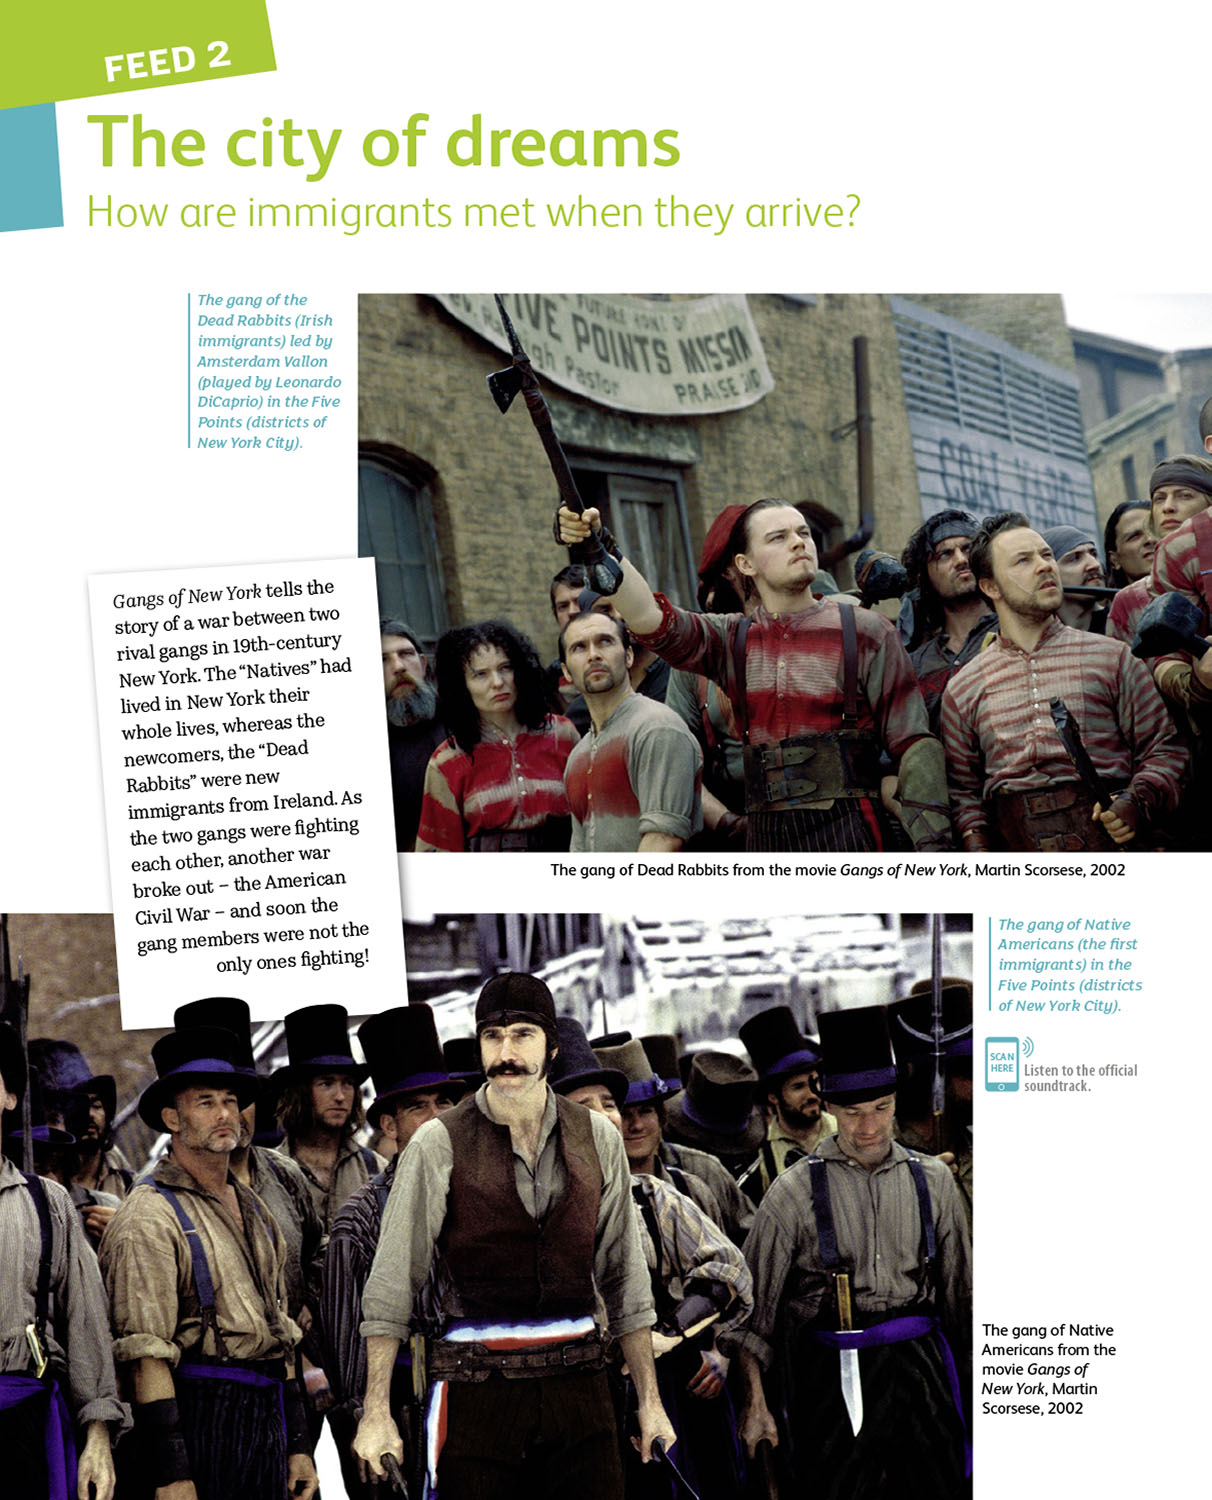 FEED 2
The city of dreams
How are immigrants met when they arrive?
The gang of the
Dead Rabbits (Irish
immigrants) led by
Amsterdam Vallon
(played by Leonardo
DiCaprio) in the Five
Points (districts of
New York City).
FUTURE HOME OF
FIVE POINTS MISSION
Pastor
PRAISE GOD
COAL YARD
Gangs of New York tells the
story of a war between two
rival gangs in 19th-century
New York. The “Natives” had
lived in New York their
whole lives, whereas the
newcomers, the “Dead
Rabbits” were new
immigrants from Ireland. As
the two gangs were fighting
each other, another war
broke out – the American
Civil War – and soon the
gang members were not the
only ones fighting!
The gang of Dead Rabbits from the movie Gangs of New York, Martin Scorsese, 2002
The gang of Native
Americans (the first
immigrants) in the
Five Points (districts
of New York City).
SCAN
HERE
Listen to the official
soundtrack.
The gang of Native
Americans from the
movie Gangs of
New York, Martin
Scorsese, 2002